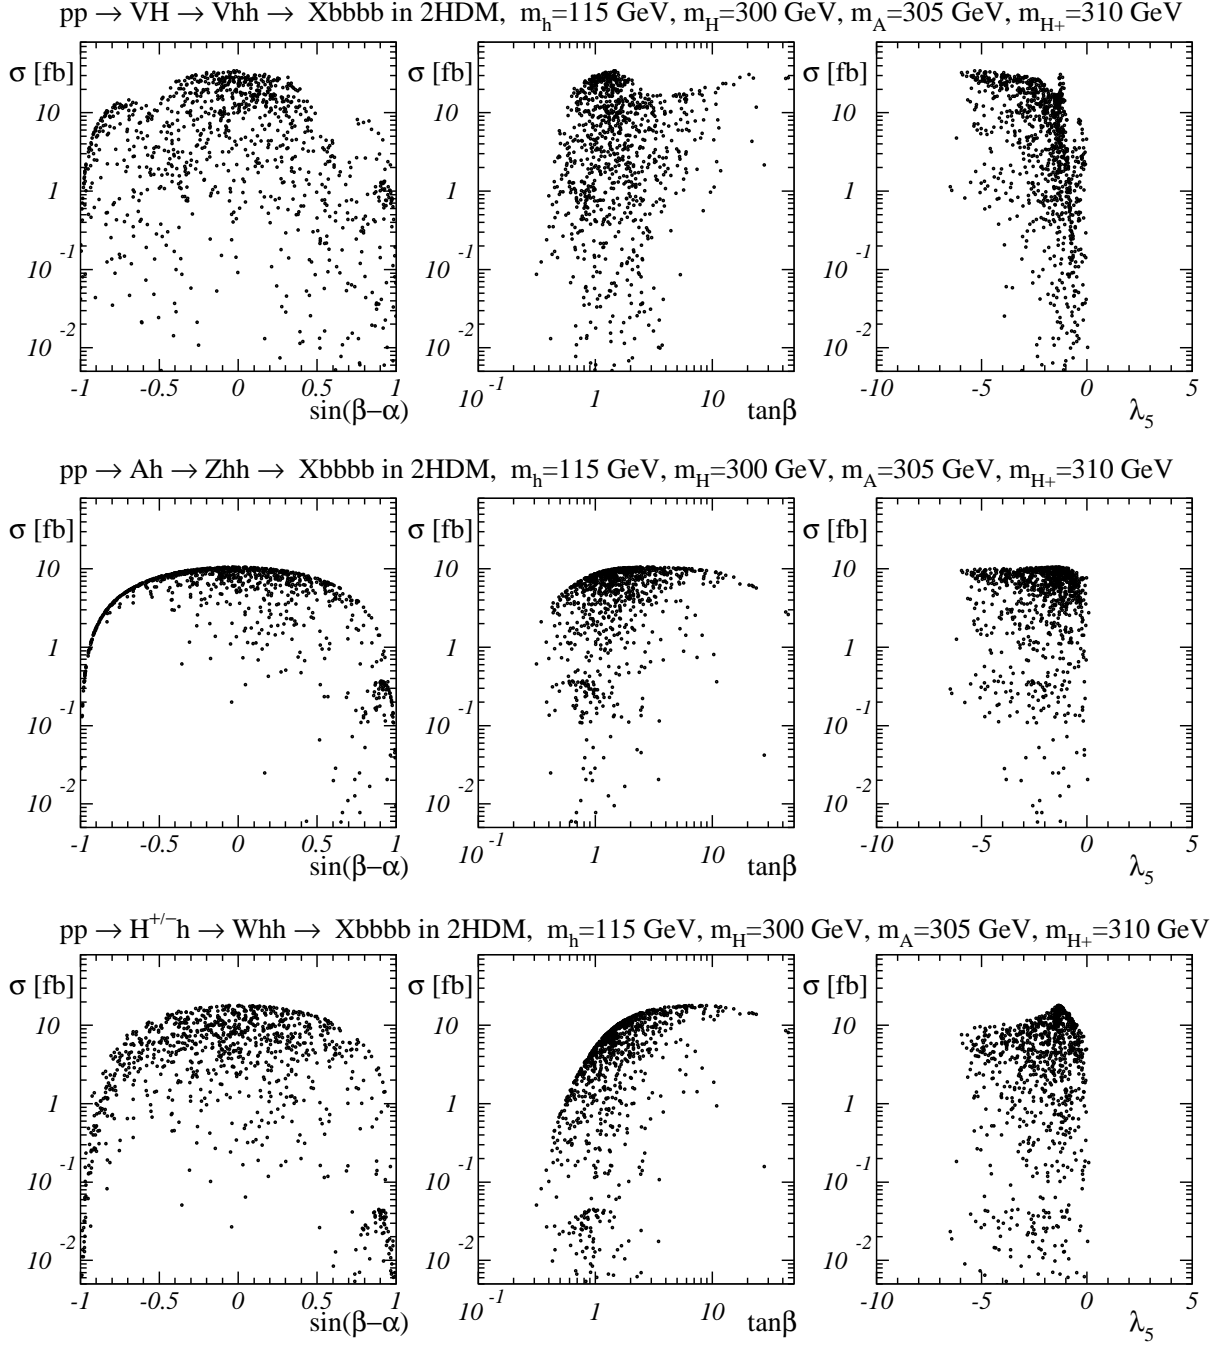 pp → VH → Vhh → Xbbbb in 2HDM, m_h=115 GeV, m_H=300 GeV, m_A=305 GeV, m_H+=310 GeV
σ [fb] σ [fb] σ [fb]
10 10 10
1 1 1
10^-1 10^-1 10^-1
10^-2 10^-2 10^-2
-1 -0.5 0 0.5 1 10^-1 1 10 -10 -5 0 5
sin(β−α) tanβ λ_5
pp → Ah → Zhh → Xbbbb in 2HDM, m_h=115 GeV, m_H=300 GeV, m_A=305 GeV, m_H+=310 GeV
σ [fb] σ [fb] σ [fb]
10 10 10
1 1 1
10^-1 10^-1 10^-1
10^-2 10^-2 10^-2
-1 -0.5 0 0.5 1 10^-1 1 10 -10 -5 0 5
sin(β−α) tanβ λ_5
pp → H^+/−h → Whh → Xbbbb in 2HDM, m_h=115 GeV, m_H=300 GeV, m_A=305 GeV, m_H+=310 GeV
σ [fb] σ [fb] σ [fb]
10 10 10
1 1 1
10^-1 10^-1 10^-1
10^-2 10^-2 10^-2
-1 -0.5 0 0.5 1 10^-1 1 10 -10 -5 0 5
sin(β−α) tanβ λ_5